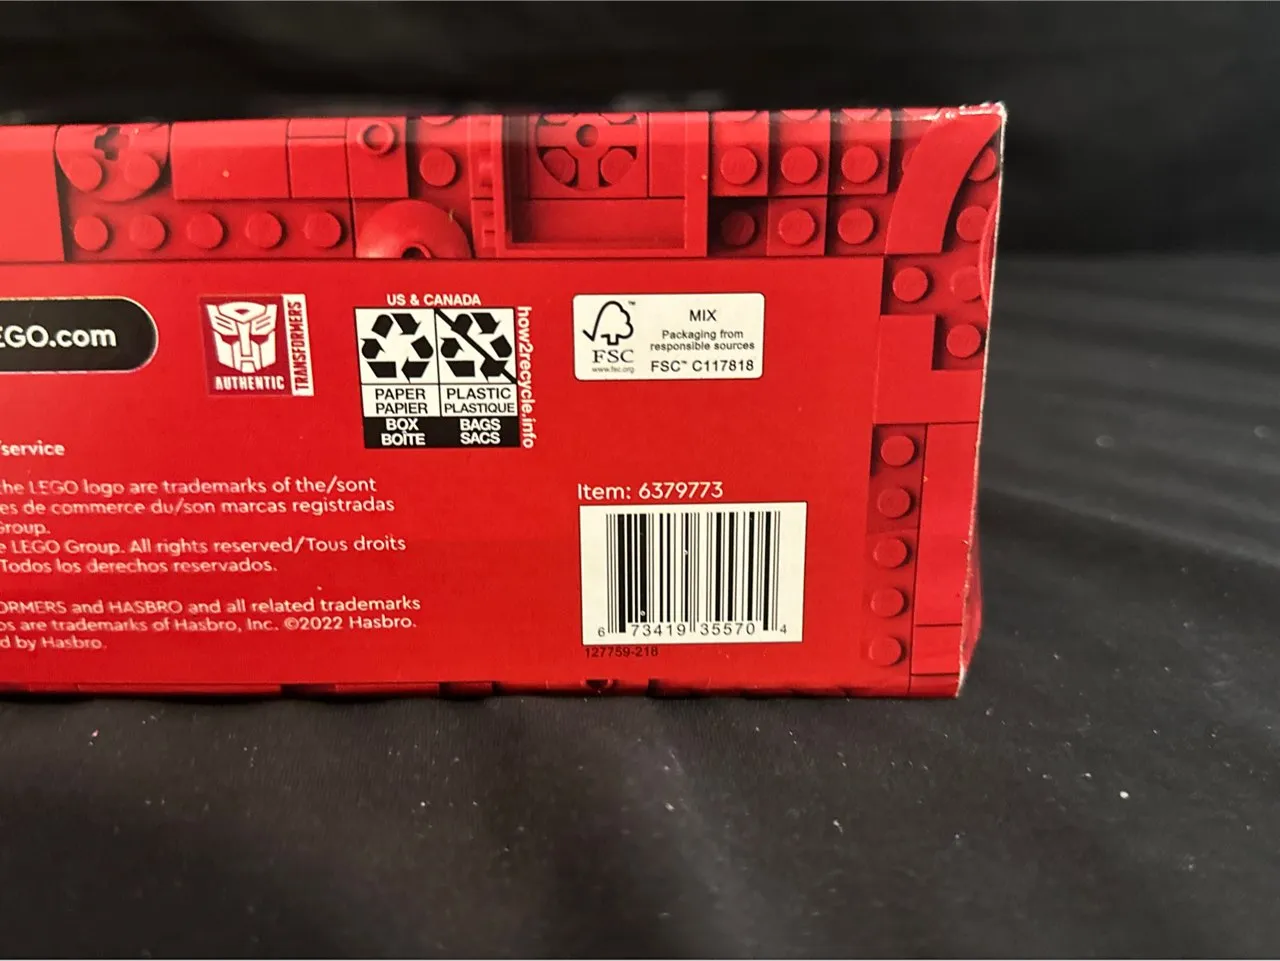 EGO.com
AUTHENTIC
TRANSFORMERS
US & CANADA
PAPER
PAPIER
BOX
BOÎTE
PLASTIC
PLASTIQUE
BAGS
SACS
how2recycle.info
FSC™
www.fsc.org
MIX
Packaging from
responsible sources
FSC™ C117818
/service
he LEGO logo are trademarks of the/sont
es de commerce du/son marcas registradas
Group.
e LEGO Group. All rights reserved/Tous droits
Todos los derechos reservados.
ORMERS and HASBRO and all related trademarks
os are trademarks of Hasbro, Inc. ©2022 Hasbro.
d by Hasbro.
Item: 6379773
6 73419 35570 4
127759-218